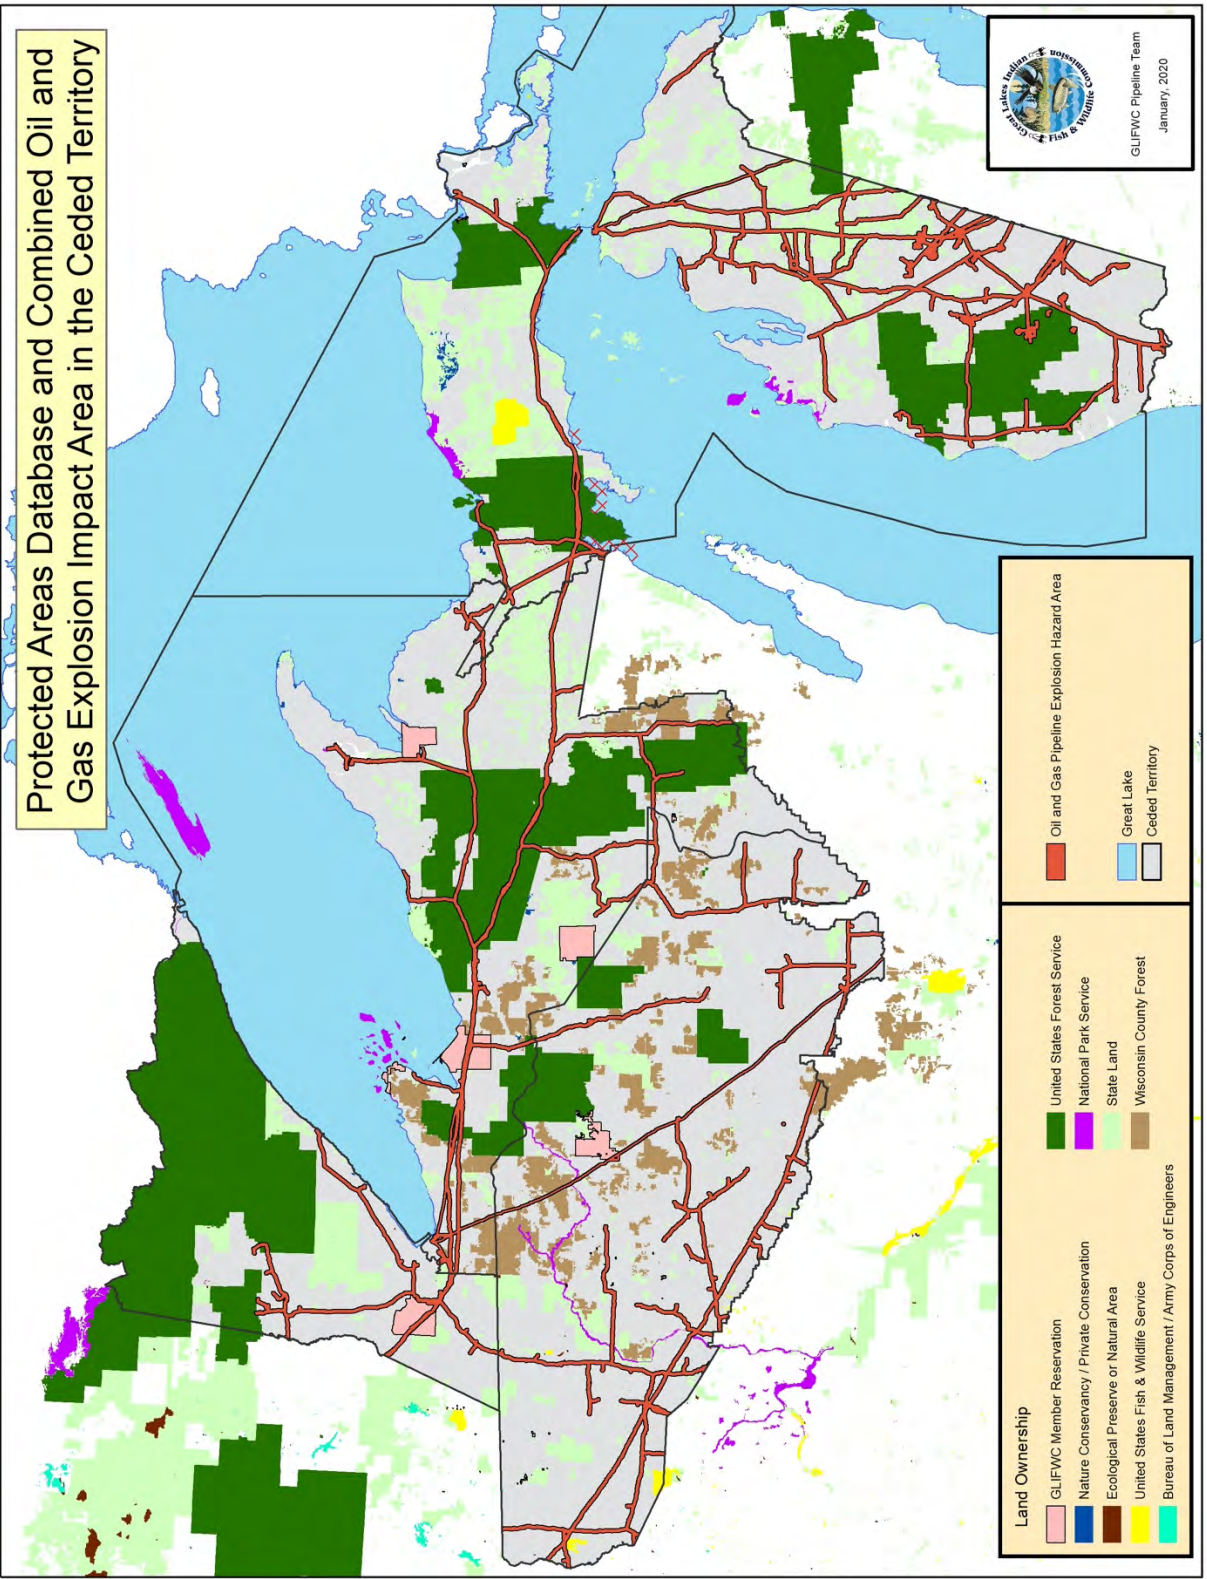 Protected Areas Database and Combined Oil and
Gas Explosion Impact Area in the Ceded Territory
Great Lakes Indian
Fish & Wildlife Commission
GLIFWC Pipeline Team
January, 2020
Land Ownership
GLIFWC Member Reservation
Nature Conservancy / Private Conservation
Ecological Preserve or Natural Area
United States Fish & Wildlife Service
Bureau of Land Management / Army Corps of Engineers
United States Forest Service
National Park Service
State Land
Wisconsin County Forest
Oil and Gas Pipeline Explosion Hazard Area
Great Lake
Ceded Territory